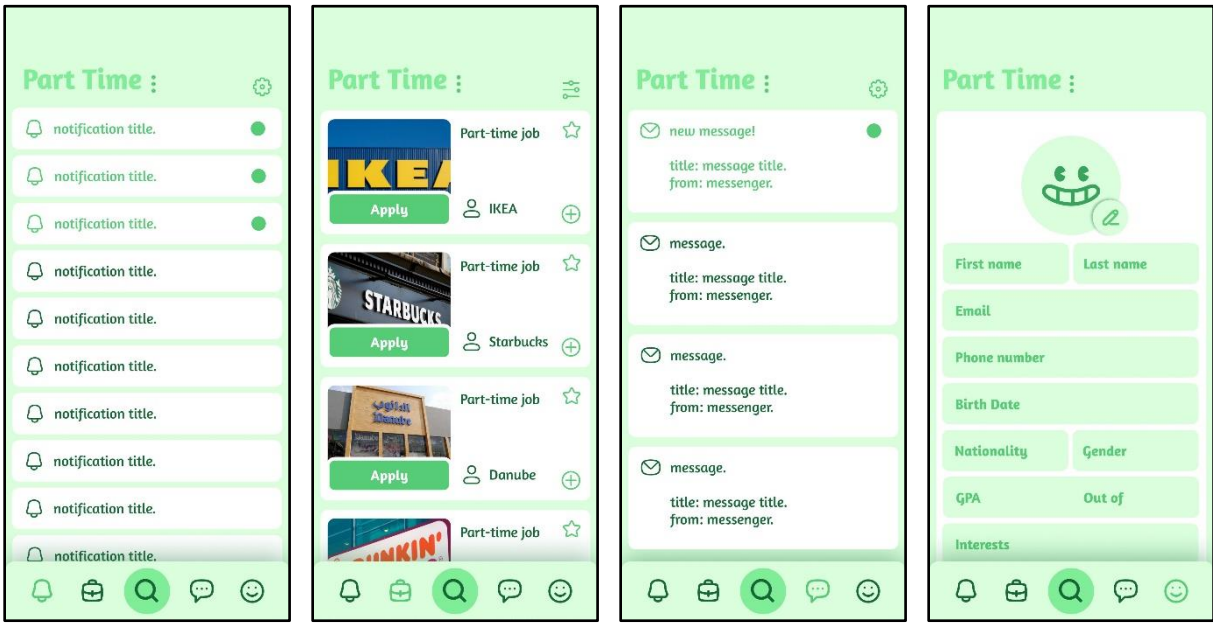 Part Time
notification title.
notification title.
notification title.
notification title.
notification title.
notification title.
notification title.
notification title.
notification title.
notification title.
Part Time
IKEA
Part-time job
Apply
IKEA
STARBUCKS
Part-time job
Apply
Starbucks
الدانوب
Danube
Part-time job
Apply
Danube
DUNKIN'
Part-time job
Part Time
new message!
title: message title.
from: messenger.
message.
title: message title.
from: messenger.
message.
title: message title.
from: messenger.
message.
title: message title.
from: messenger.
Part Time
First name
Last name
Email
Phone number
Birth Date
Nationality
Gender
GPA
Out of
Interests